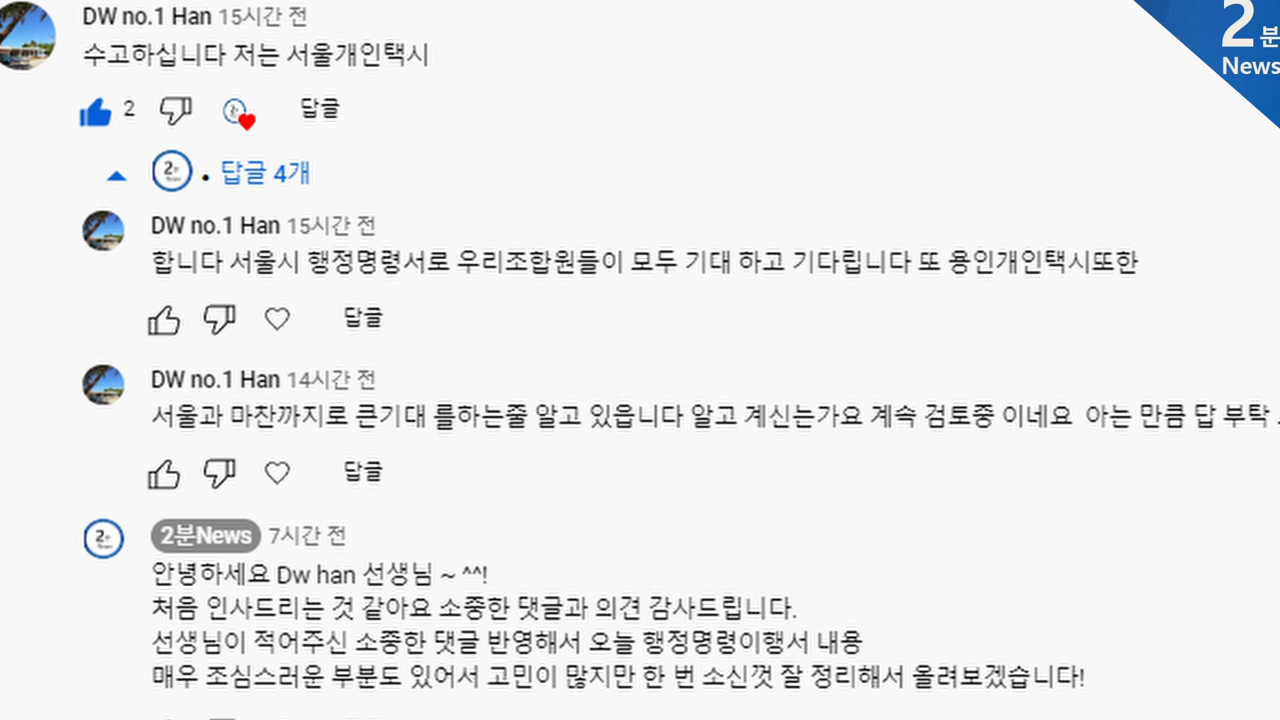 DW no.1 Han 15시간 전
수고하십니다 저는 서울개인택시
2
답글
답글 4개
DW no.1 Han 15시간 전
합니다 서울시 행정명령서로 우리조합원들이 모두 기대 하고 기다립니다 또 용인개인택시또한
답글
DW no.1 Han 14시간 전
서울과 마찬까지로 큰기대 를하는줄 알고 있읍니다 알고 계신는가요 계속 검토중 이네요 아는 만큼 답 부탁
답글
2분News 7시간 전
안녕하세요 Dw han 선생님 ~ ^^!
처음 인사드리는 것 같아요 소중한 댓글과 의견 감사드립니다.
선생님이 적어주신 소중한 댓글 반영해서 오늘 행정명령이행서 내용
매우 조심스러운 부분도 있어서 고민이 많지만 한 번 소신껏 잘 정리해서 올려보겠습니다!
2분
News